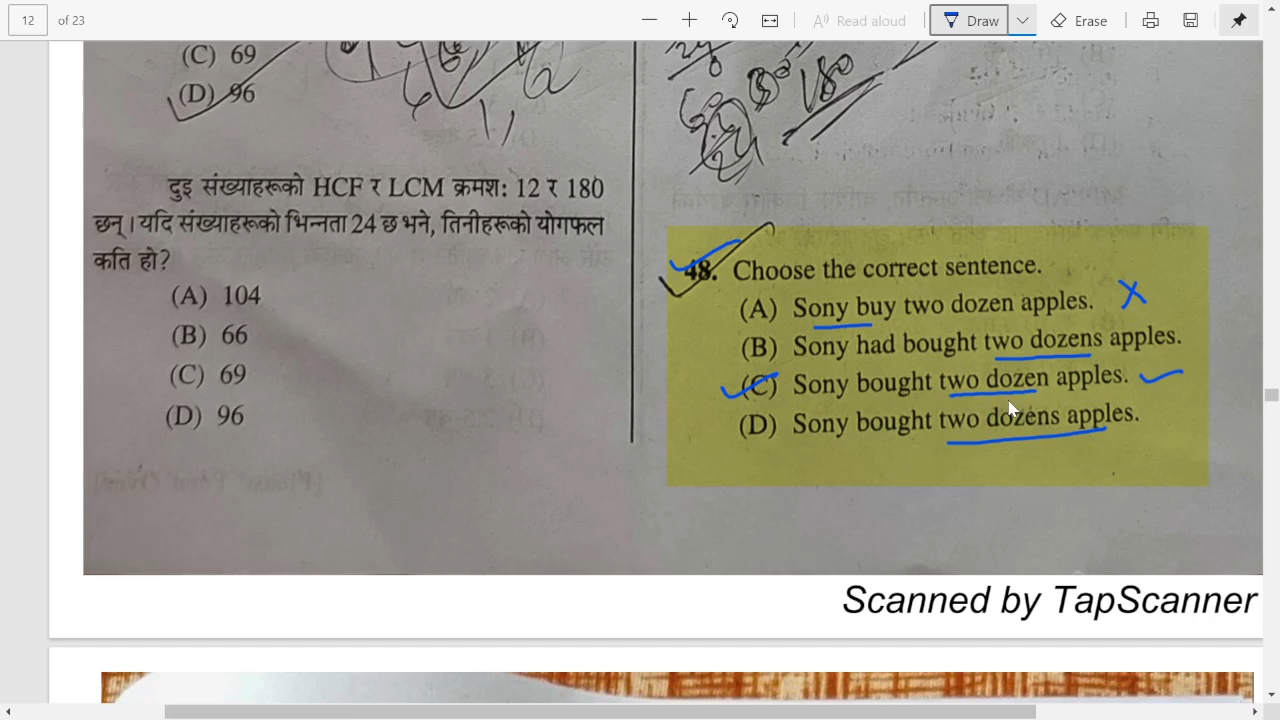 12 of 23
Read aloud
Draw
Erase
(C) 69
(D) 96
180
दुइ संख्याहरूको HCF र LCM क्रमश: 12 र 180
छन् । यदि संख्याहरूको भिन्नता 24 छ भने, तिनीहरूको योगफल
कति हो?
(A) 104
(B) 66
(C) 69
(D) 96
48. Choose the correct sentence.
(A) Sony buy two dozen apples.
(B) Sony had bought two dozens apples.
(C) Sony bought two dozen apples.
(D) Sony bought two dozens apples.
Scanned by TapScanner